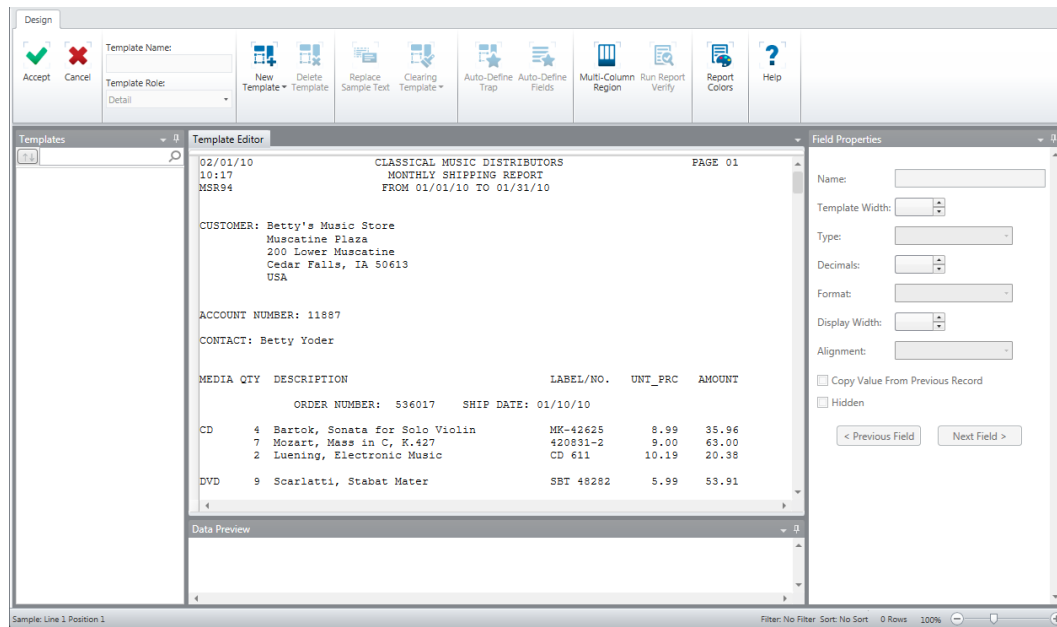 Design
Accept
Cancel
Template Name:
Template Role:
Detail
New Template
Delete Template
Replace Sample Text
Clearing Template
Auto-Define Trap
Auto-Define Fields
Multi-Column Region
Run Report Verify
Report Colors
Help
Templates
Template Editor
02/01/10 CLASSICAL MUSIC DISTRIBUTORS PAGE 01
10:17 MONTHLY SHIPPING REPORT
MSR94 FROM 01/01/10 TO 01/31/10
CUSTOMER: Betty's Music Store
Muscatine Plaza
200 Lower Muscatine
Cedar Falls, IA 50613
USA
ACCOUNT NUMBER: 11887
CONTACT: Betty Yoder
MEDIA QTY DESCRIPTION LABEL/NO. UNT_PRC AMOUNT
ORDER NUMBER: 536017 SHIP DATE: 01/10/10
CD 4 Bartok, Sonata for Solo Violin MK-42625 8.99 35.96
7 Mozart, Mass in C, K.427 420831-2 9.00 63.00
2 Luening, Electronic Music CD 611 10.19 20.38
DVD 9 Scarlatti, Stabat Mater SBT 48282 5.99 53.91
Data Preview
Field Properties
Name:
Template Width:
Type:
Decimals:
Format:
Display Width:
Alignment:
Copy Value From Previous Record
Hidden
< Previous Field
Next Field >
Sample: Line 1 Position 1
Filter: No Filter Sort: No Sort 0 Rows 100%